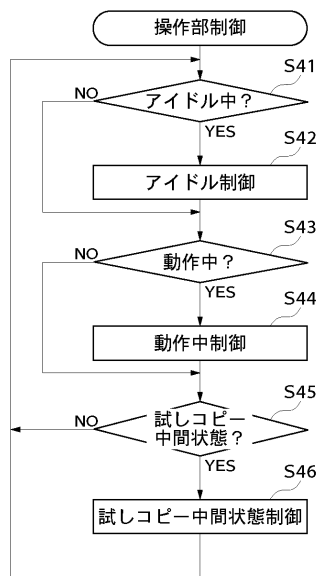 操作部制御
S41
アイドル中？
NO
YES
S42
アイドル制御
S43
動作中？
NO
YES
S44
動作中制御
S45
試しコピー
中間状態？
NO
YES
S46
試しコピー中間状態制御